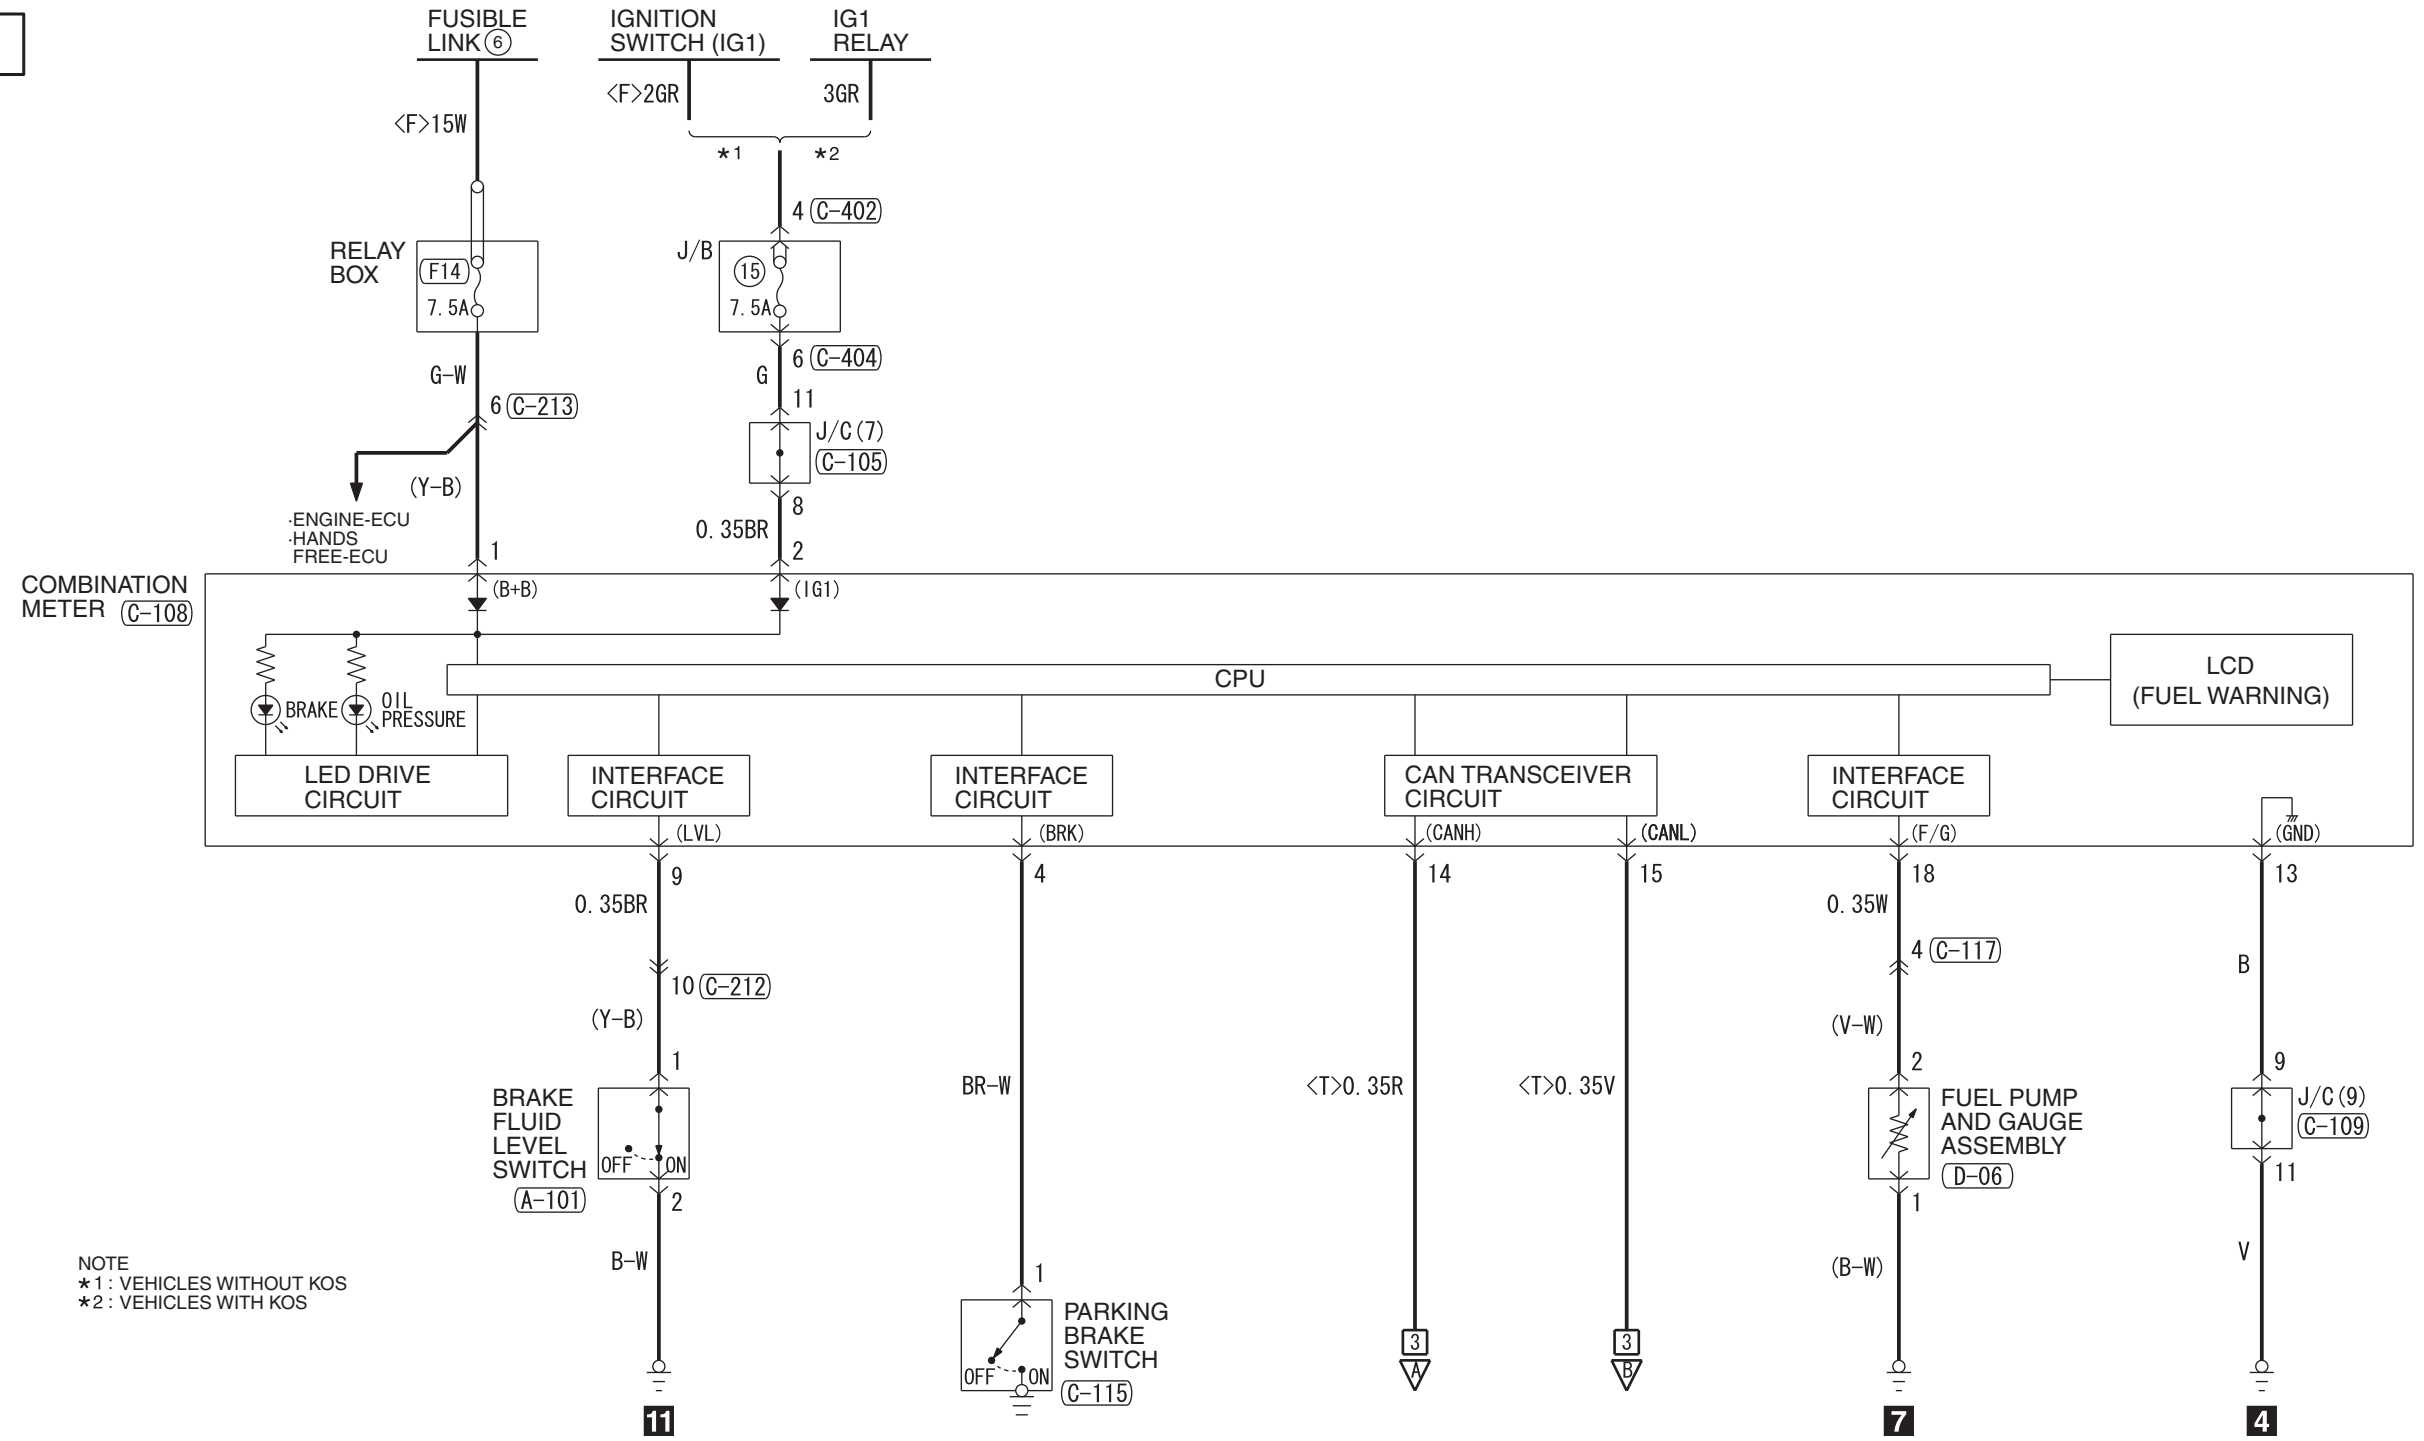 FUSIBLE
LINK 6
IGNITION
SWITCH (IG1)
IG1
RELAY
<F>15W
<F>2GR
3GR
*1
*2
4 C-402
RELAY
BOX
F14
7.5A
J/B
15
7.5A
6 C-404
G-W
G
6 C-213
11
J/C(7)
C-105
(Y-B)
8
0.35BR
·ENGINE-ECU
·HANDS
FREE-ECU
1
2
COMBINATION
METER C-108
(B+B)
(IG1)
CPU
LCD
(FUEL WARNING)
BRAKE
OIL
PRESSURE
LED DRIVE
CIRCUIT
INTERFACE
CIRCUIT
INTERFACE
CIRCUIT
CAN TRANSCEIVER
CIRCUIT
INTERFACE
CIRCUIT
(LVL)
(BRK)
(CANH)
(CANL)
(F/G)
(GND)
9
4
14
15
18
13
0.35BR
0.35W
4 C-117
B
10 C-212
(Y-B)
(V-W)
1
2
9
BR-W
<T>0.35R
<T>0.35V
BRAKE
FLUID
LEVEL
SWITCH
A-101
OFF
ON
2
FUEL PUMP
AND GAUGE
ASSEMBLY
D-06
1
J/C(9)
C-109
11
B-W
(B-W)
V
NOTE
*1 : VEHICLES WITHOUT KOS
*2 : VEHICLES WITH KOS
1
PARKING
BRAKE
SWITCH
C-115
OFF
ON
3
A
3
B
11
7
4